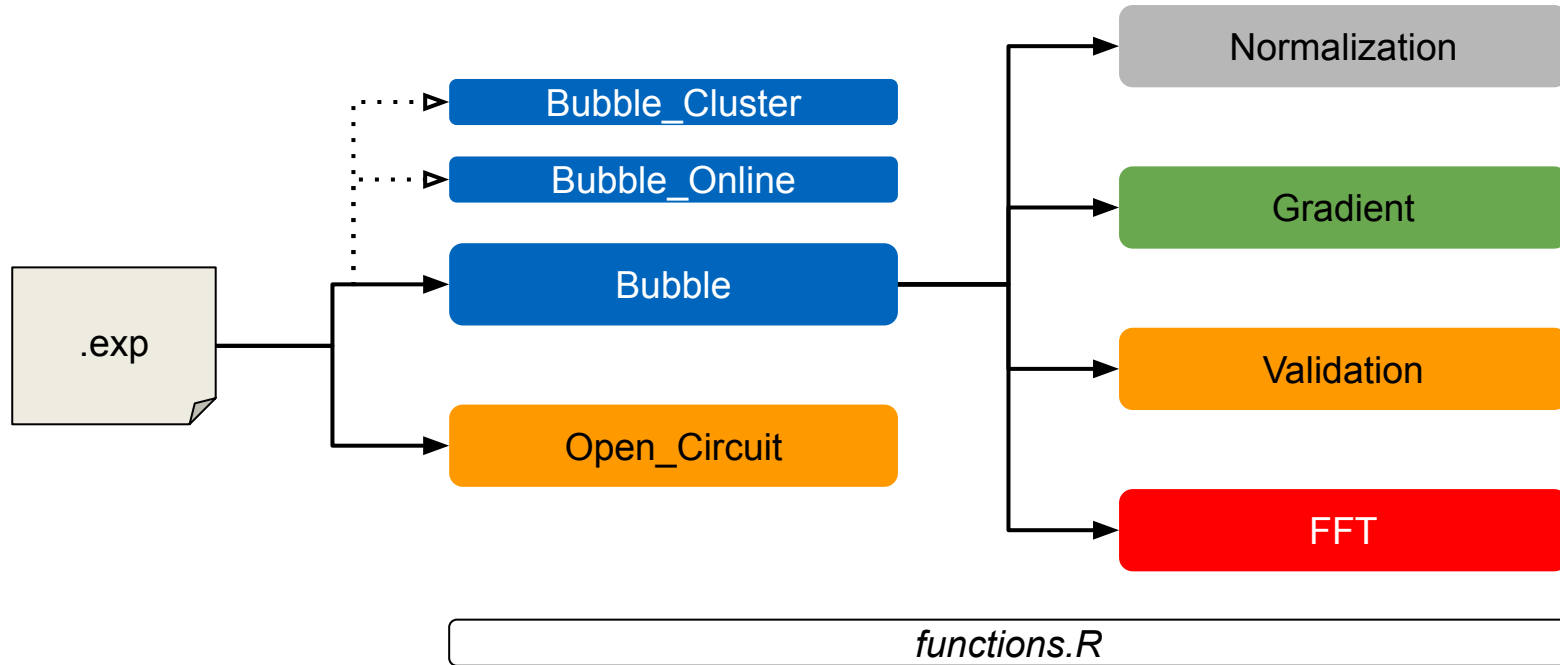 .exp
Bubble_Cluster
Bubble_Online
Bubble
Open_Circuit
Normalization
Gradient
Validation
FFT
functions.R